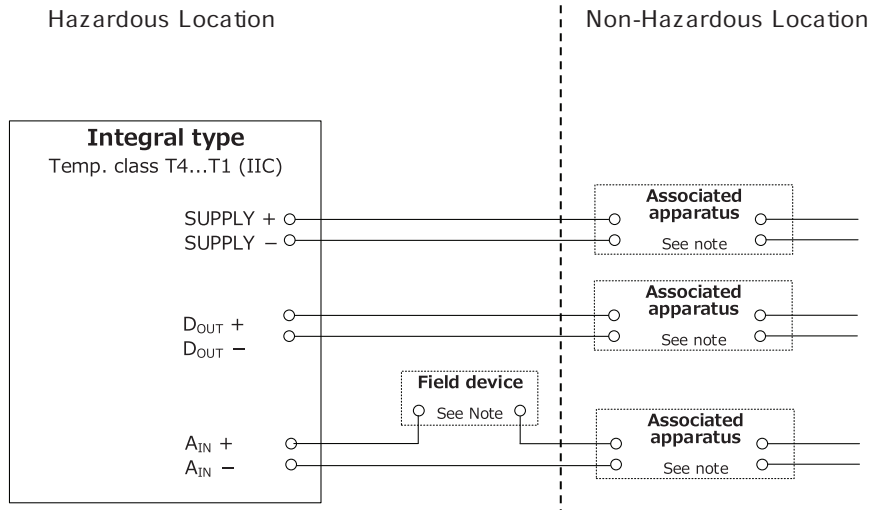 Hazardous Location
Non-Hazardous Location
Integral type
Temp. class T4...T1 (IIC)
SUPPLY +
SUPPLY −
Associated
apparatus
See note
DOUT +
DOUT −
Associated
apparatus
See note
Field device
See Note
AIN +
AIN −
Associated
apparatus
See note